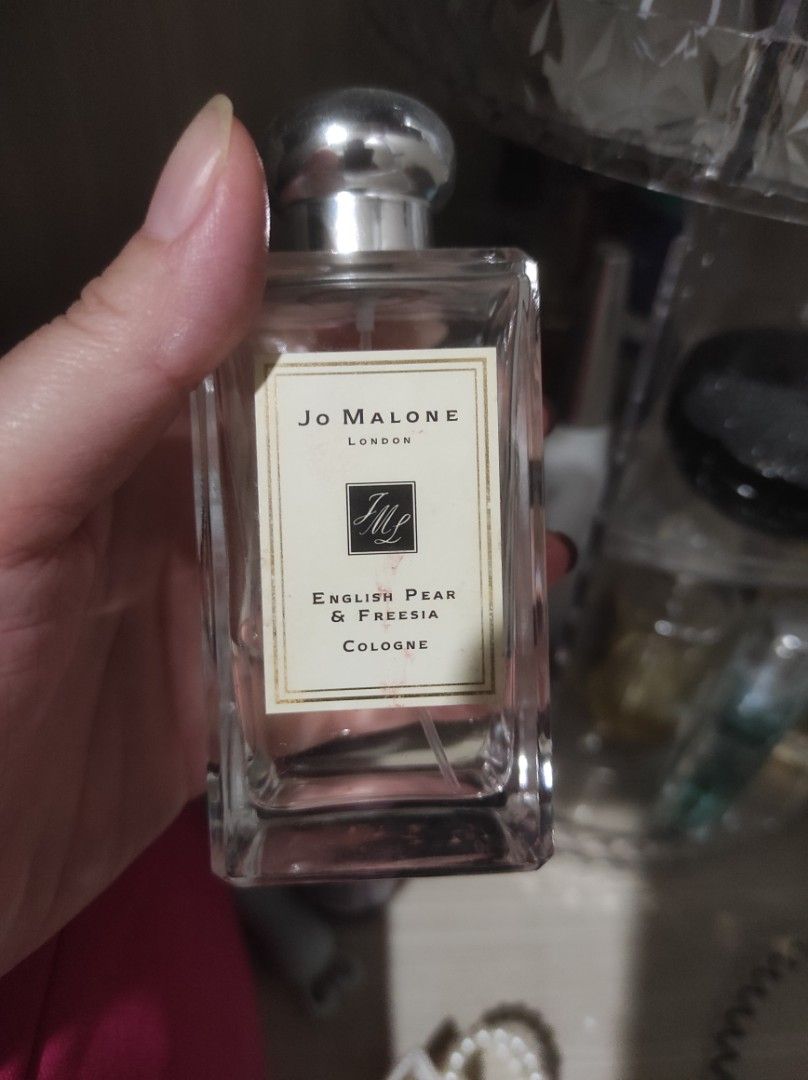 JO MALONE
LONDON
JML
ENGLISH PEAR
& FREESIA
COLOGNE